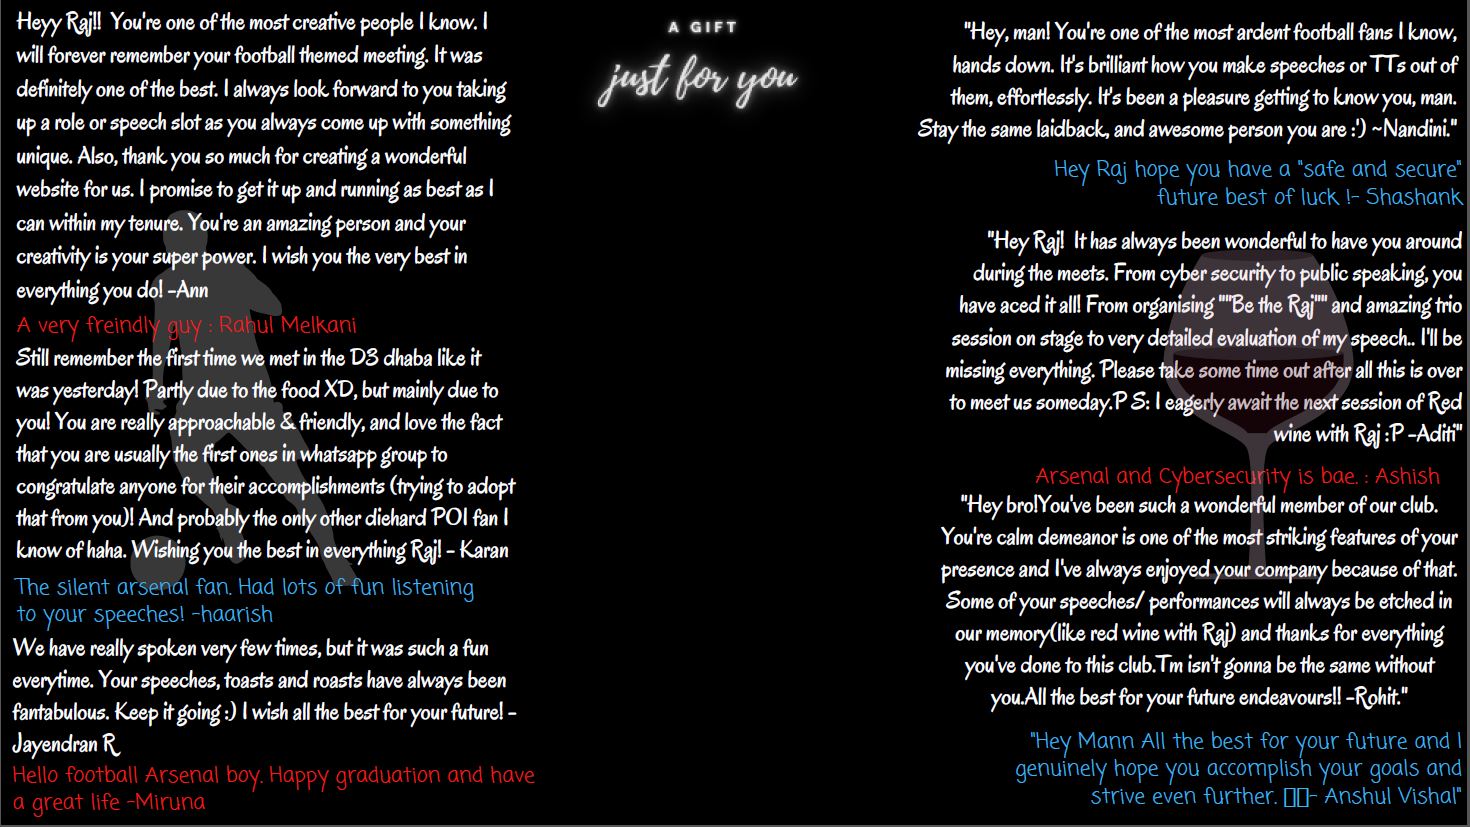 Heyy Raj!! You're one of the most creative people I know. I
will forever remember your football themed meeting. It was
definitely one of the best. I always look forward to you taking
up a role or speech slot as you always come up with something
unique. Also, thank you so much for creating a wonderful
website for us. I promise to get it up and running as best as I
can within my tenure. You're an amazing person and your
creativity is your super power. I wish you the very best in
everything you do! -Ann
A very freindly guy : Rahul Melkani
Still remember the first time we met in the D3 dhaba like it
was yesterday! Partly due to the food XD, but mainly due to
you! You are really approachable & friendly, and love the fact
that you are usually the first ones in whatsapp group to
congratulate anyone for their accomplishments (trying to adopt
that from you)! And probably the only other diehard POI fan I
know of haha. Wishing you the best in everything Raj! - Karan
The silent arsenal fan. Had lots of fun listening
to your speeches! -haarish
We have really spoken very few times, but it was such a fun
everytime. Your speeches, toasts and roasts have always been
fantabulous. Keep it going :) I wish all the best for your future! -
Jayendran R
Hello football Arsenal boy. Happy graduation and have
a great life -Miruna
A GIFT
just for you
"Hey, man! You're one of the most ardent football fans I know,
hands down. It's brilliant how you make speeches or TTs out of
them, effortlessly. It's been a pleasure getting to know you, man.
Stay the same laidback, and awesome person you are :') ~Nandini."
Hey Raj hope you have a "safe and secure"
future best of luck !- Shashank
"Hey Raj! It has always been wonderful to have you around
during the meets. From cyber security to public speaking, you
have aced it all! From organising ""Be the Raj"" and amazing trio
session on stage to very detailed evaluation of my speech.. I'll be
missing everything. Please take some time out after all this is over
to meet us someday.P S: I eagerly await the next session of Red
wine with Raj :P -Aditi"
Arsenal and Cybersecurity is bae. : Ashish
"Hey bro!You've been such a wonderful member of our club.
You're calm demeanor is one of the most striking features of your
presence and I've always enjoyed your company because of that.
Some of your speeches/ performances will always be etched in
our memory(like red wine with Raj) and thanks for everything
you've done to this club.Tm isn't gonna be the same without
you.All the best for your future endeavours!! -Rohit."
"Hey Mann All the best for your future and I
genuinely hope you accomplish your goals and
strive even further. - Anshul Vishal"